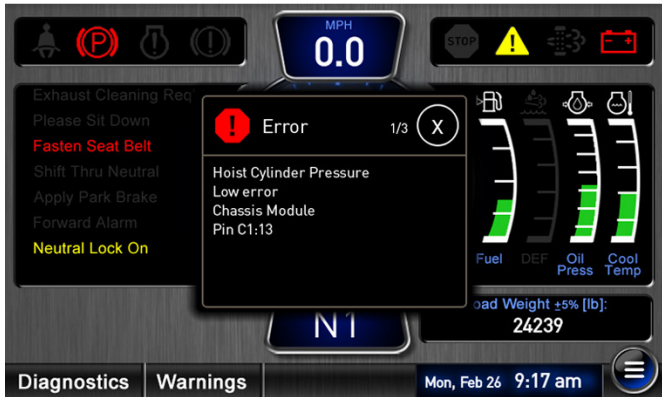 MPH
0.0
STOP
Exhaust Cleaning Req
Please Sit Down
Fasten Seat Belt
Shift Thru Neutral
Apply Park Brake
Forward Alarm
Neutral Lock On
Error
1/3
X
Hoist Cylinder Pressure
Low error
Chassis Module
Pin C1:13
Fuel
DEF
Oil Press
Cool Temp
oad Weight ±5% [lb]:
24239
N1
Diagnostics
Warnings
Mon, Feb 26 9:17 am